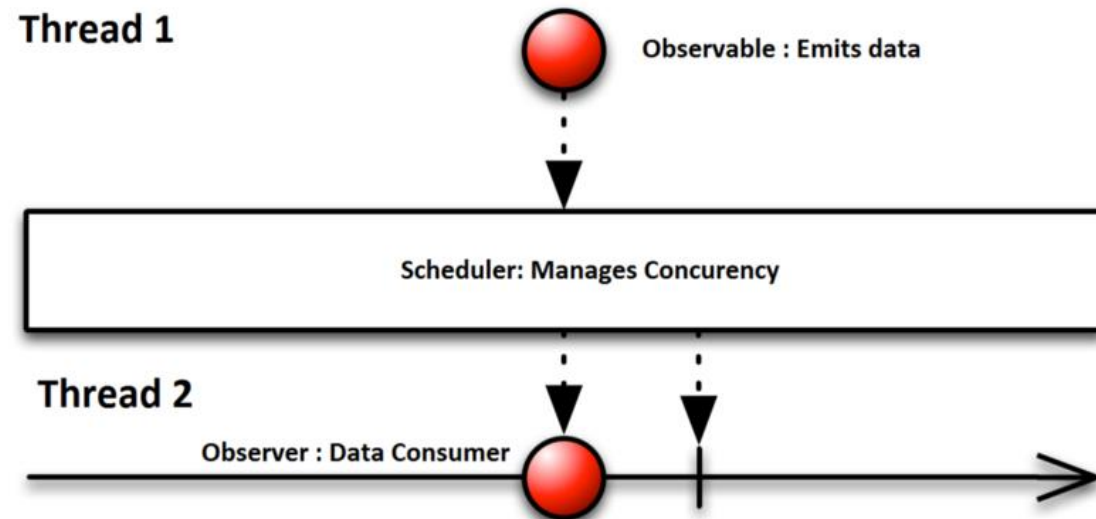 Thread 1
Observable : Emits data
Scheduler: Manages Concurency
Thread 2
Observer : Data Consumer